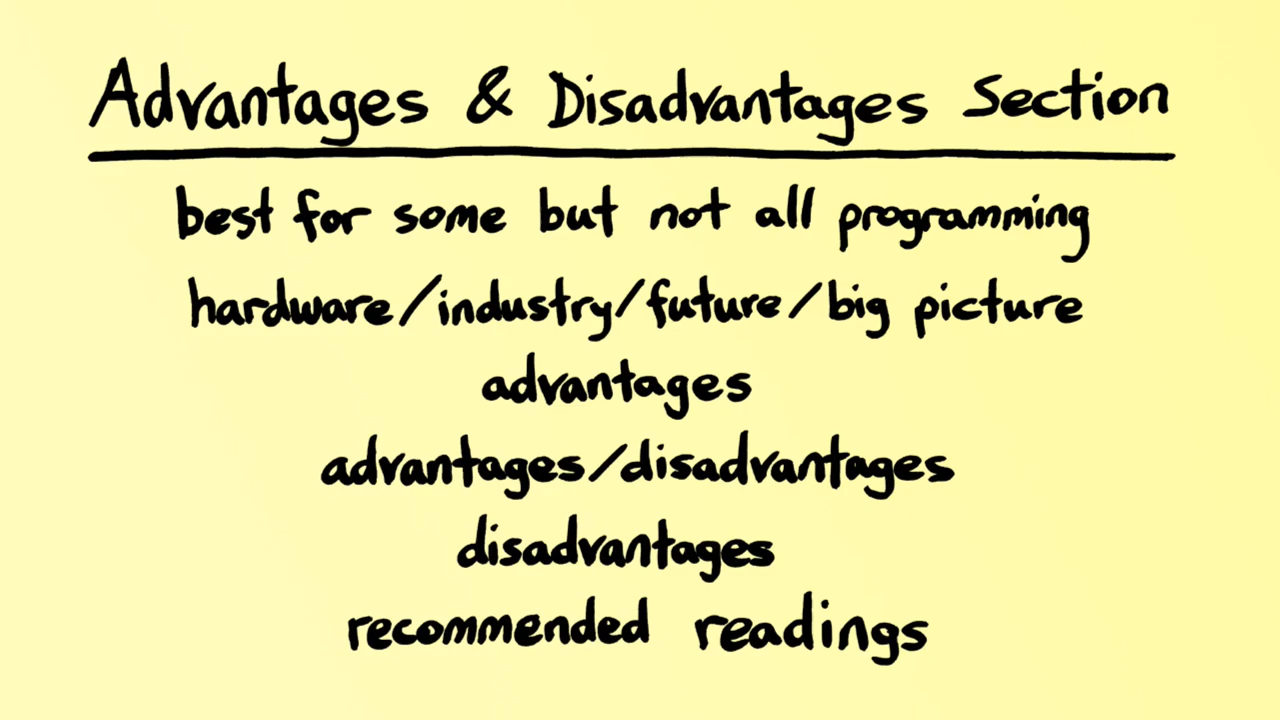 Advantages & Disadvantages Section
best for some but not all programming
hardware/industry/future/big picture
advantages
advantages/disadvantages
disadvantages
recommended readings